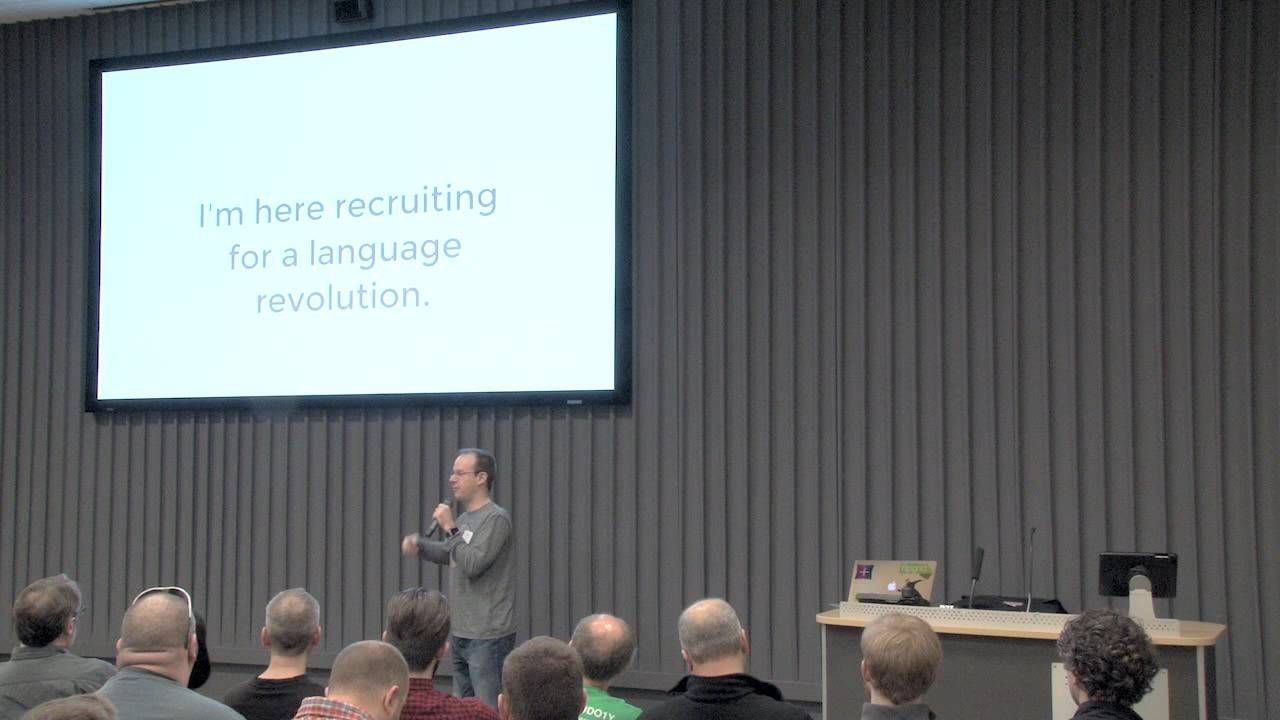 I'm here recruiting
for a language
revolution.